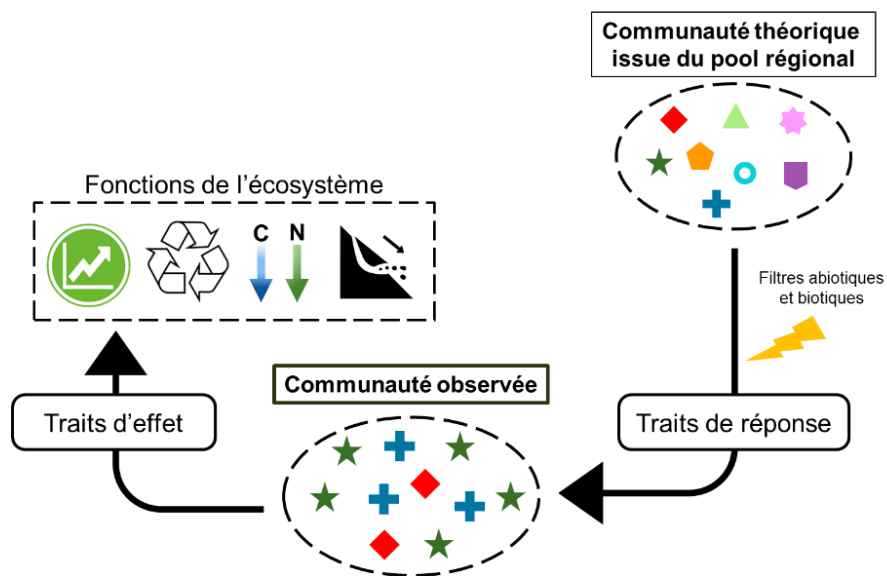 Communauté théorique
issue du pool régional
Fonctions de l'écosystème
C N
Filtres abiotiques
et biotiques
Communauté observée
Traits d'effet
Traits de réponse